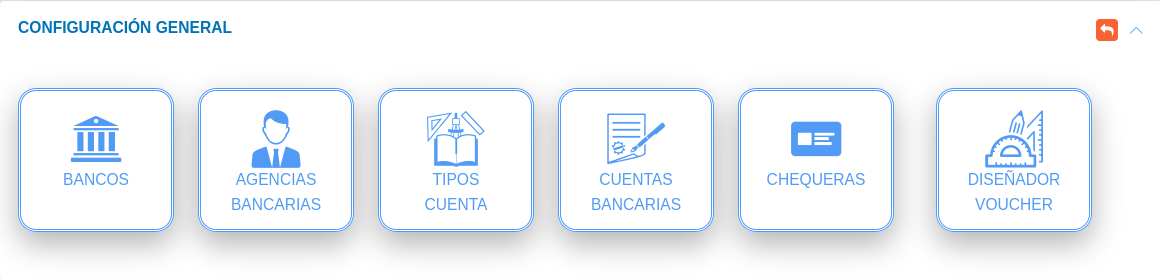 CONFIGURACIÓN GENERAL
BANCOS
AGENCIAS
BANCARIAS
TIPOS
CUENTA
CUENTAS
BANCARIAS
CHEQUERAS
DISEÑADOR
VOUCHER